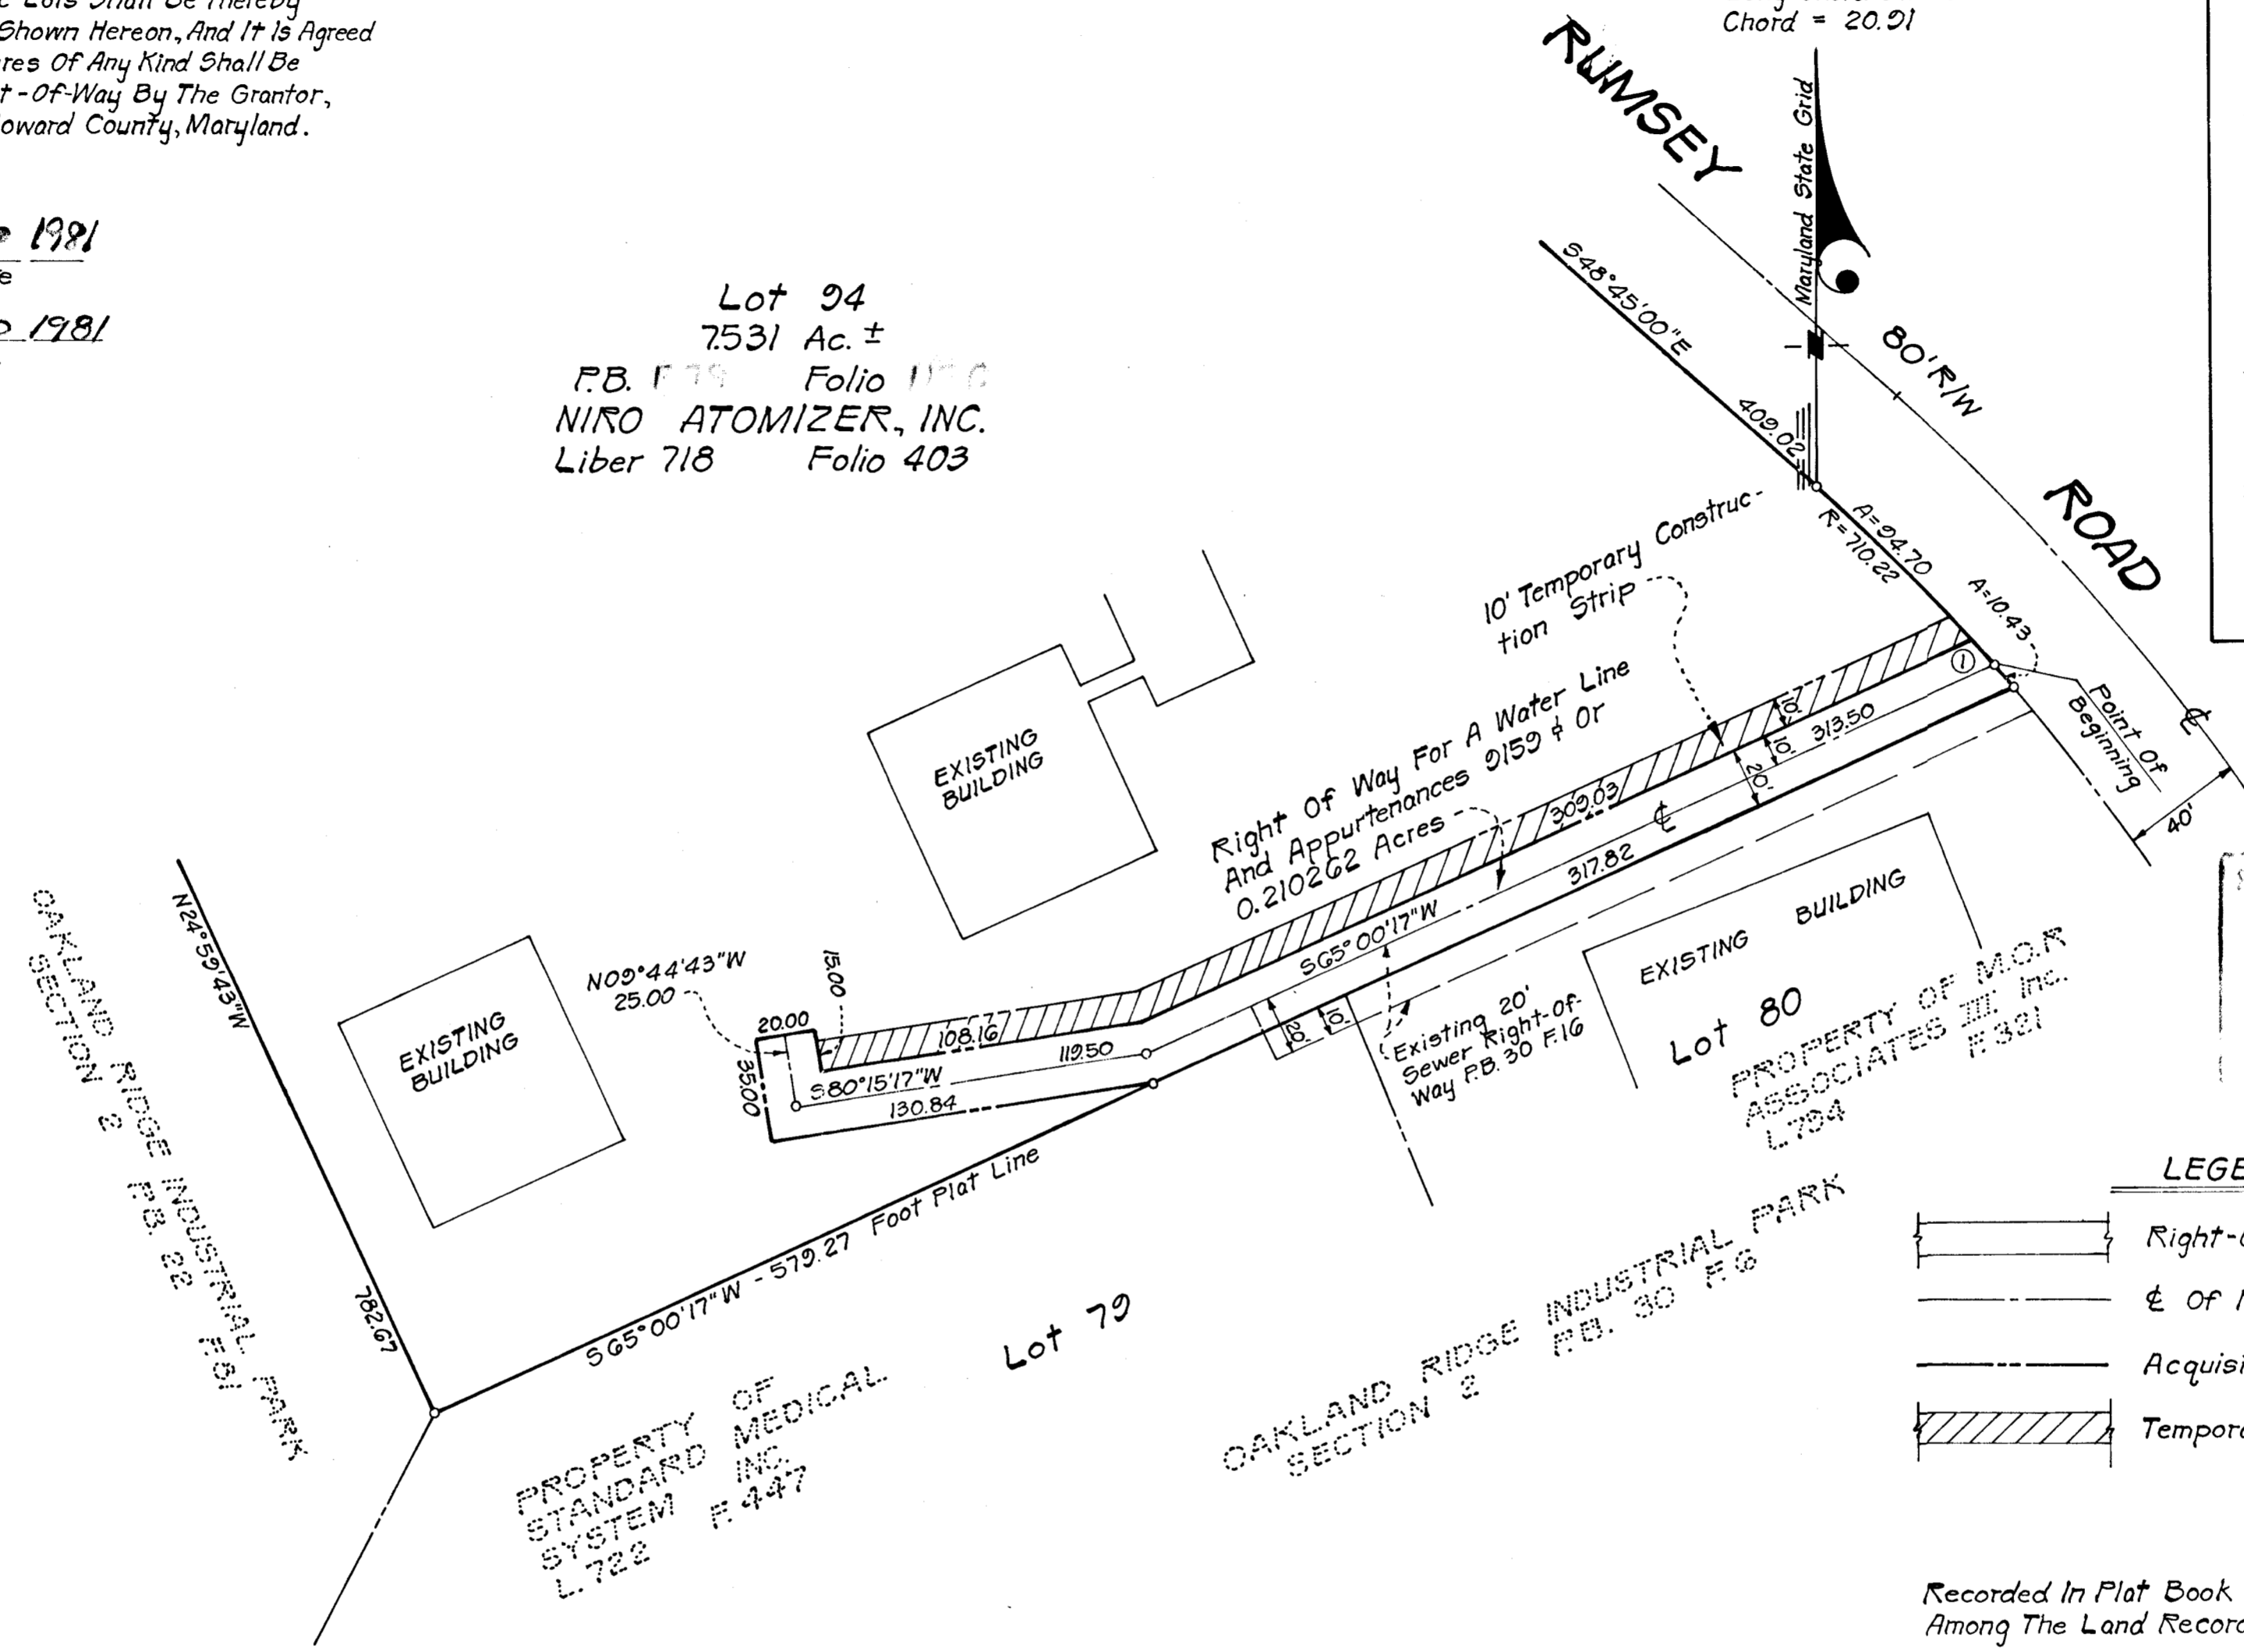 Lots Shall Be Thereby
Shown Hereon, And It Is Agreed
Of Any Kind Shall Be
-Of-Way By The Grantor,
County, Maryland.
1981
1981
Chord = 20.91
RUMSEY
ROAD
80' R/W
Maryland State Grid
S48°45'00"E
409.02
A=94.70
R=710.22
A=10.43
Point Of
Beginning
40'
℄
Lot 94
7.531 Ac. ±
P.B. Folio
NIRO ATOMIZER, INC.
Liber 718 Folio 403
10' Temporary Construc-
tion Strip
①
10'
313.50
10'
20'
Right Of Way For A Water Line
And Appurtenances 9159 ⸗ Or
0.210262 Acres
309.03
℄
317.82
S65°00'17"W
EXISTING
BUILDING
EXISTING
BUILDING
EXISTING BUILDING
N09°44'43"W
25.00
15.00
20.00
108.16
119.50
S80°15'17"W
35.00
130.84
20'
10'
Existing 20'
Sewer Right-of-
Way P.B. 30 F.16
Lot 80
PROPERTY OF M.O.R
ASSOCIATES III Inc.
L.794 F.321
N24°59'43"W
782.67
OAKLAND RIDGE INDUSTRIAL PARK
SECTION 2 P.B. 22 F.81
S65°00'17"W - 579.27 Foot Plat Line
Lot 79
PROPERTY OF
STANDARD MEDICAL
SYSTEM INC.
L.722 F.447
OAKLAND RIDGE INDUSTRIAL PARK
SECTION 2 P.B. 30 F.6
Right-
℄ Of
Recorded In Plat Book
Among The Land